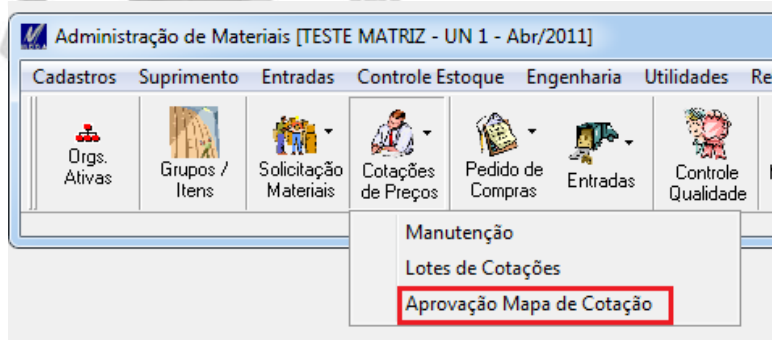 Administração de Materiais [TESTE MATRIZ - UN 1 - Abr/2011]
Cadastros Suprimento Entradas Controle Estoque Engenharia Utilidades Re
Orgs. Ativas
Grupos / Itens
Solicitação Materiais
Cotações de Preços
Pedido de Compras
Entradas
Controle Qualidade
Manutenção
Lotes de Cotações
Aprovação Mapa de Cotação